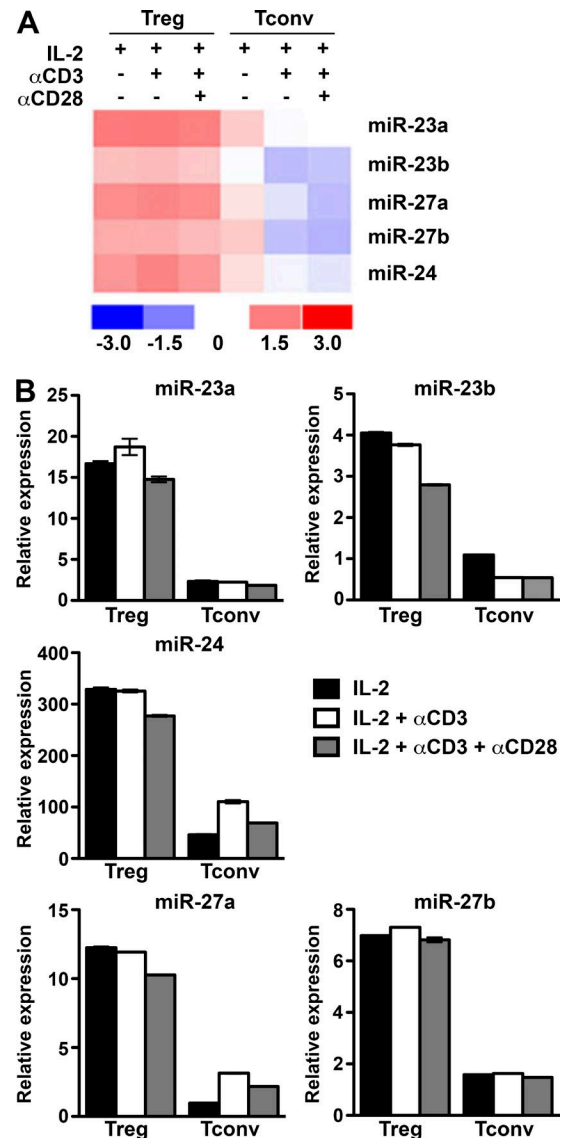 A
Treg Tconv
IL-2 + + + + + +
αCD3 - + + - + +
αCD28 - - + - - +
miR-23a
miR-23b
miR-27a
miR-27b
miR-24
-3.0 -1.5 0 1.5 3.0
B
miR-23a
Relative expression
25
20
15
10
5
0
Treg Tconv
miR-23b
Relative expression
5
4
3
2
1
0
Treg Tconv
miR-24
Relative expression
400
300
200
100
0
Treg Tconv
IL-2
IL-2 + αCD3
IL-2 + αCD3 + αCD28
miR-27a
Relative expression
15
10
5
0
Treg Tconv
miR-27b
Relative expression
8
6
4
2
0
Treg Tconv